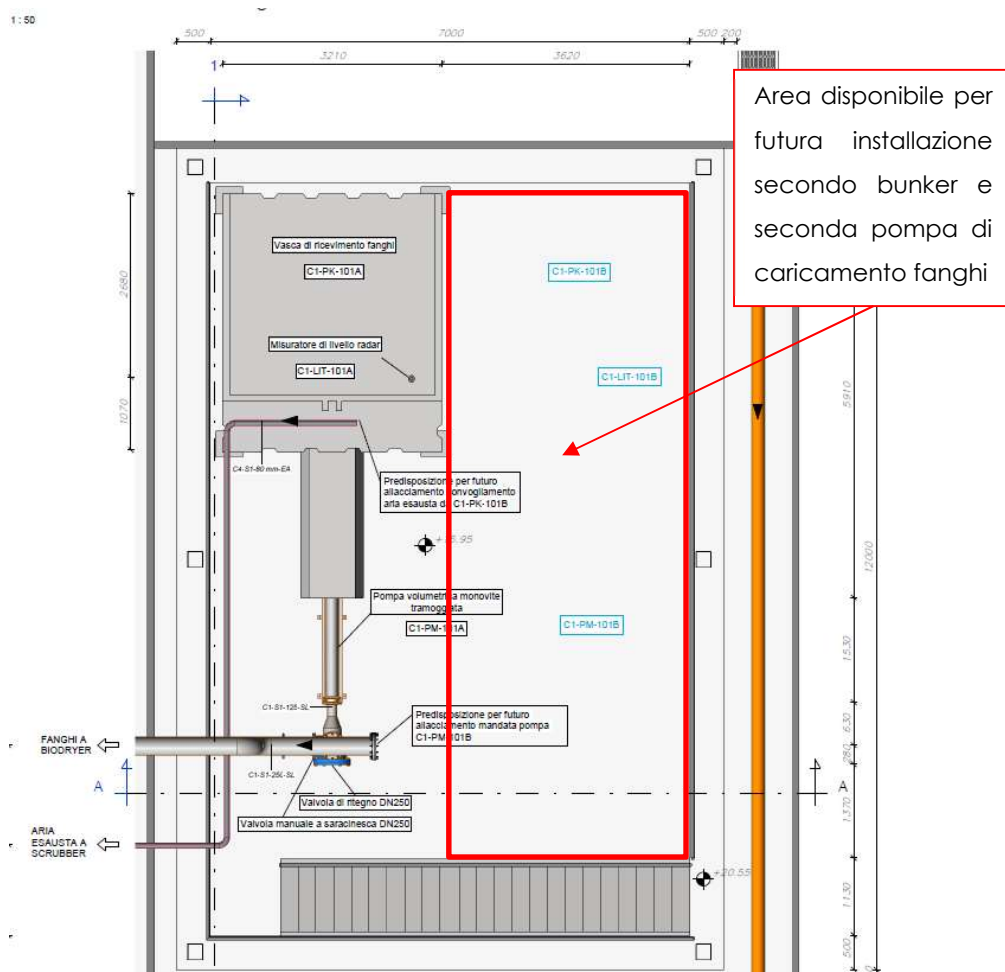 1 : 50
500
7000
500
200
3210
3620
1
Area disponibile per
futura installazione
secondo bunker e
seconda pompa di
caricamento fanghi
Vasca di ricevimento fanghi
C1-PK-101A
C1-PK-101B
2680
Misuratore di livello radar
C1-LIT-101A
C1-LIT-101B
1070
5910
C4-S1-80 mm-EA
Predisposizione per futuro
allacciamento convogliamento
aria esausta da C1-PK-101B
12000
Pompa volumetrica monovite
tramoggiata
C1-PM-101A
C1-PM-101B
1530
C1-S1-125-SL
Predisposizione per futuro
allacciamento mandata pompa
C1-PM-101B
630
FANGHI A
BIODRYER
280
C1-S1-250-SL
A
A
Valvola di ritegno DN250
Valvola manuale a saracinesca DN250
1370
ARIA
ESAUSTA A
SCRUBBER
+20.55
1130
500